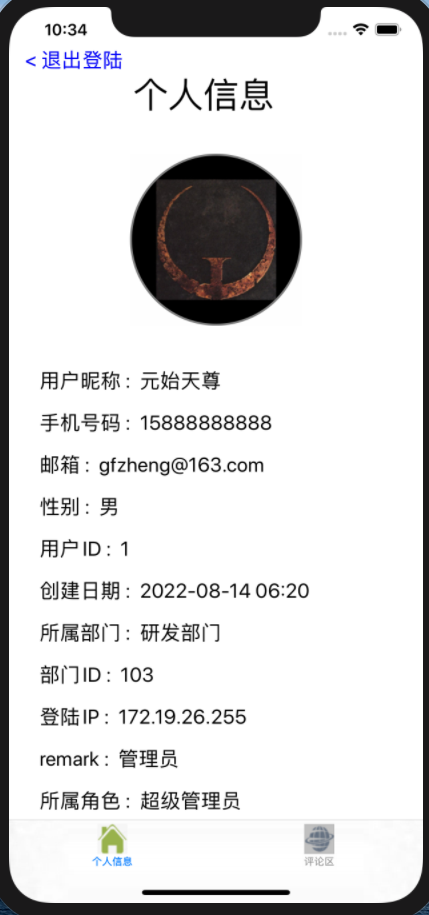 10:34
< 退出登陆
个人信息
用户昵称： 元始天尊
手机号码： 15888888888
邮箱： gfzheng@163.com
性别： 男
用户ID： 1
创建日期： 2022-08-14 06:20
所属部门： 研发部门
部门ID： 103
登陆IP： 172.19.26.255
remark： 管理员
所属角色： 超级管理员
个人信息 评论区